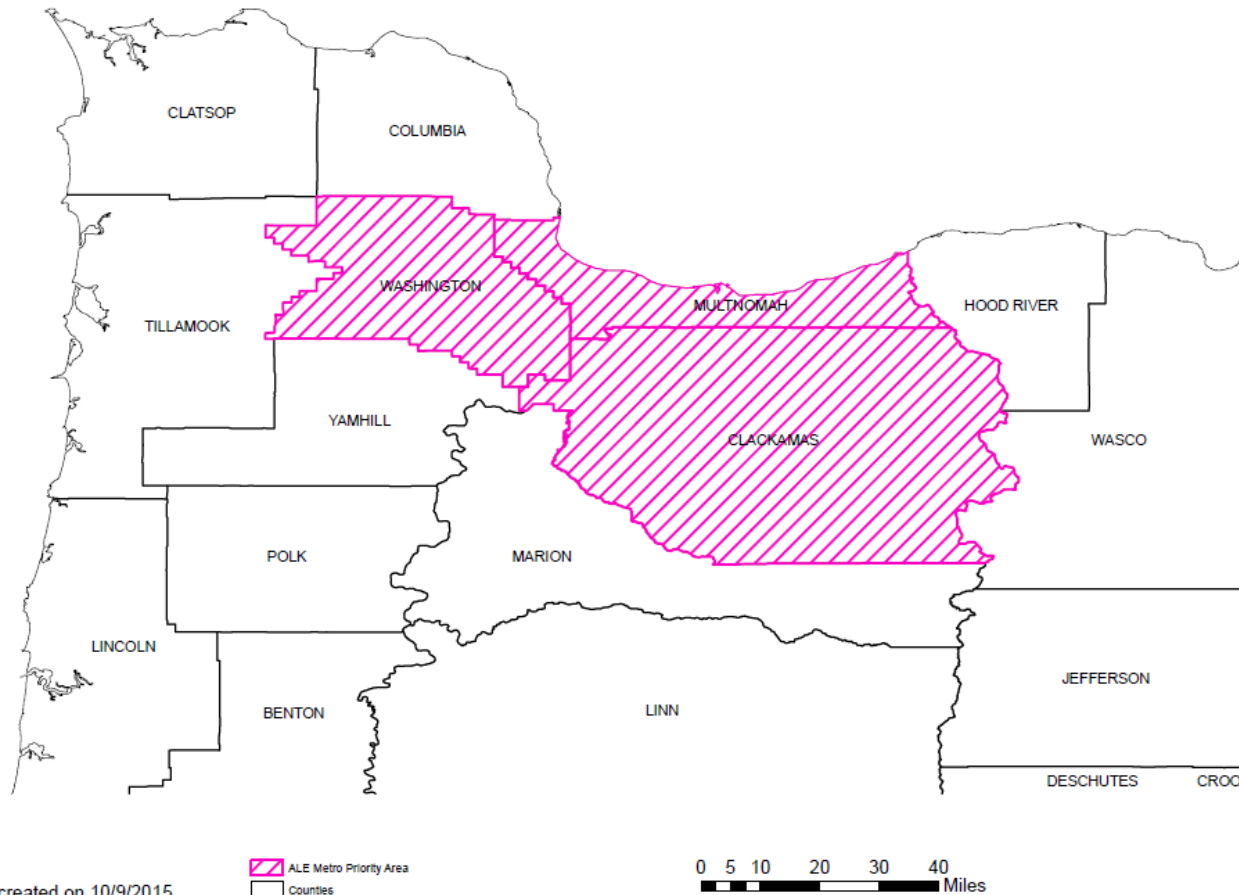 CLATSOP
COLUMBIA
WASHINGTON
MULTNOMAH
HOOD RIVER
TILLAMOOK
YAMHILL
CLACKAMAS
WASCO
POLK
MARION
LINCOLN
JEFFERSON
BENTON
LINN
DESCHUTES
CROO
ALE Metro Priority Area
Counties
created on 10/9/2015
0 5 10 20 30 40
Miles